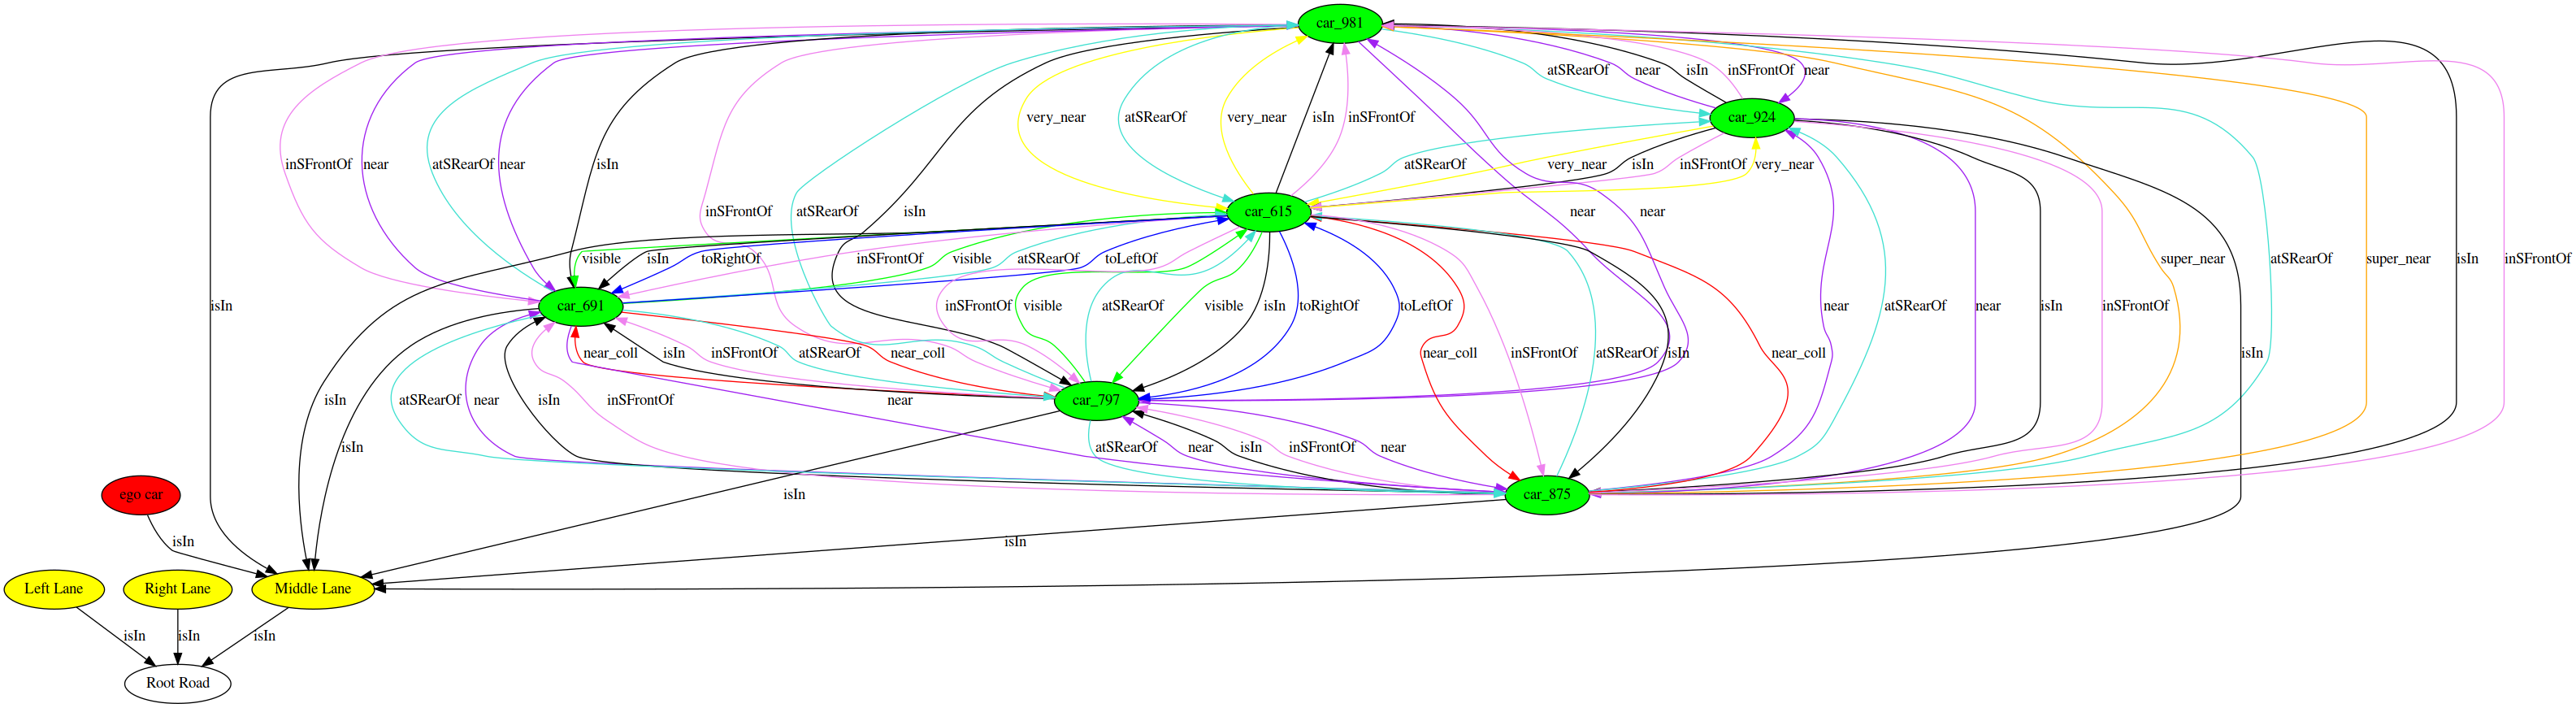 car_981
atSRearOf near isIn inSFrontOf near
car_924
very_near atSRearOf very_near isIn inSFrontOf
inSFrontOf near atSRearOf near isIn atSRearOf very_near isIn inSFrontOf very_near
inSFrontOf atSRearOf isIn car_615 near near
visible isIn toRightOf inSFrontOf visible atSRearOf toLeftOf super_near atSRearOf super_near isIn inSFrontOf
isIn car_691 inSFrontOf visible atSRearOf visible isIn toRightOf toLeftOf near atSRearOf near isIn inSFrontOf
near_coll isIn inSFrontOf atSRearOf near_coll near_coll inSFrontOf atSRearOf isIn near_coll isIn
isIn atSRearOf near isIn inSFrontOf near car_797
isIn atSRearOf near isIn inSFrontOf near
ego car isIn car_875
isIn isIn
Left Lane Right Lane Middle Lane
isIn isIn isIn
Root Road